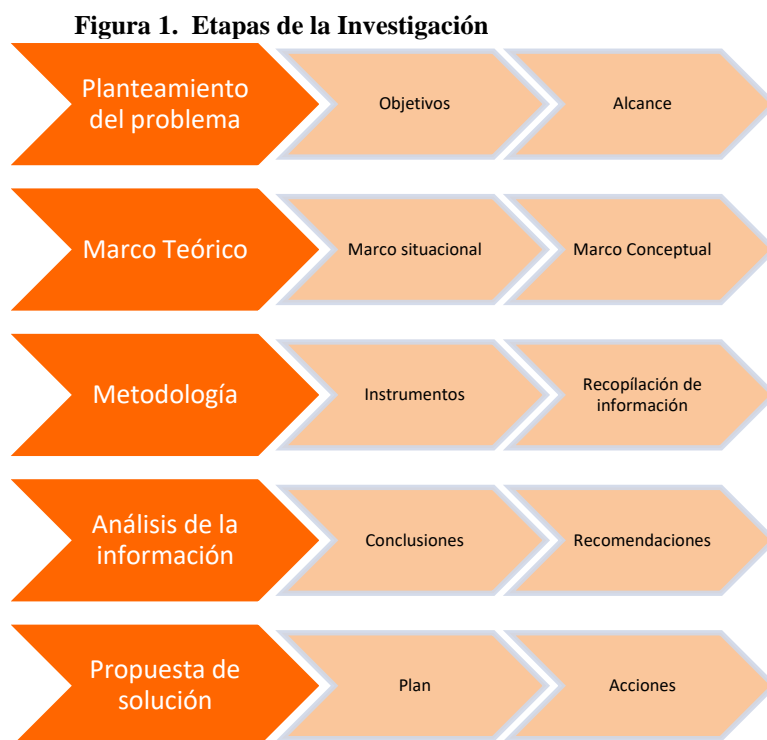 Figura 1. Etapas de la Investigación
Planteamiento
del problema
Objetivos
Alcance
Marco Teórico
Marco situacional
Marco Conceptual
Metodología
Instrumentos
Recopílación de
información
Análisis de la
información
Conclusiones
Recomendaciones
Propuesta de
solución
Plan
Acciones